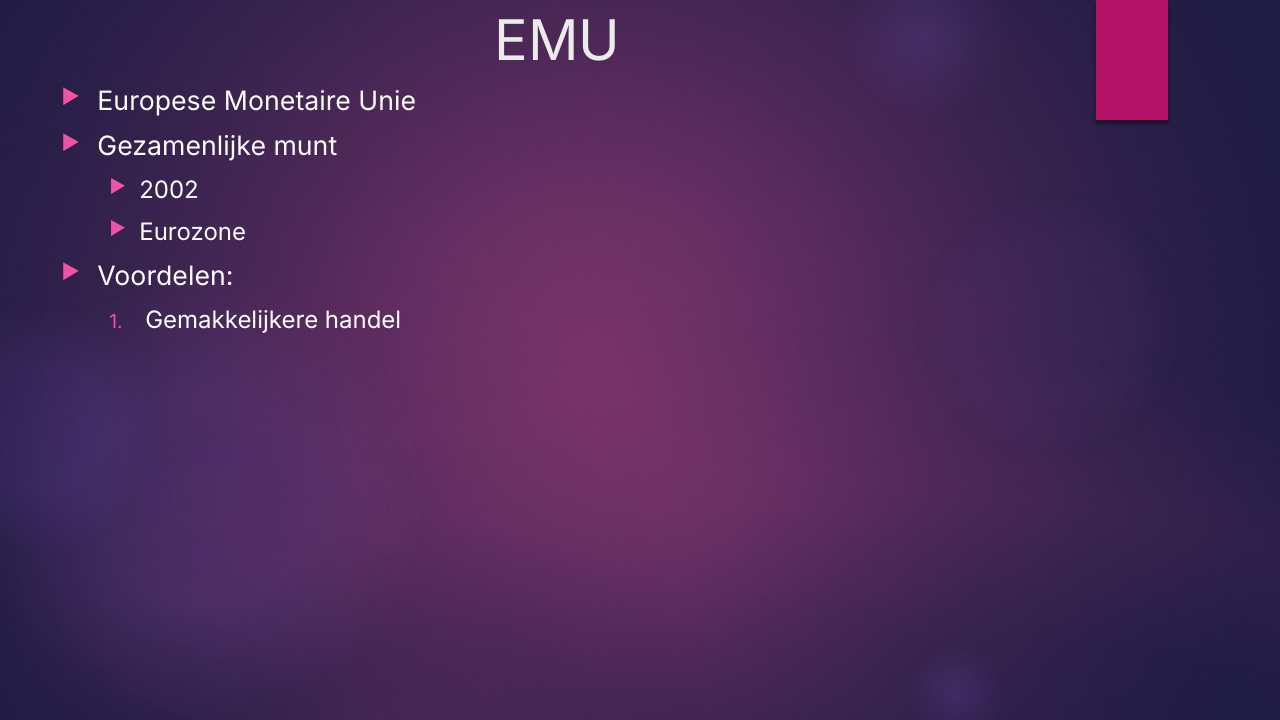 EMU
Europese Monetaire Unie
Gezamenlijke munt
2002
Eurozone
Voordelen:
1. Gemakkelijkere handel